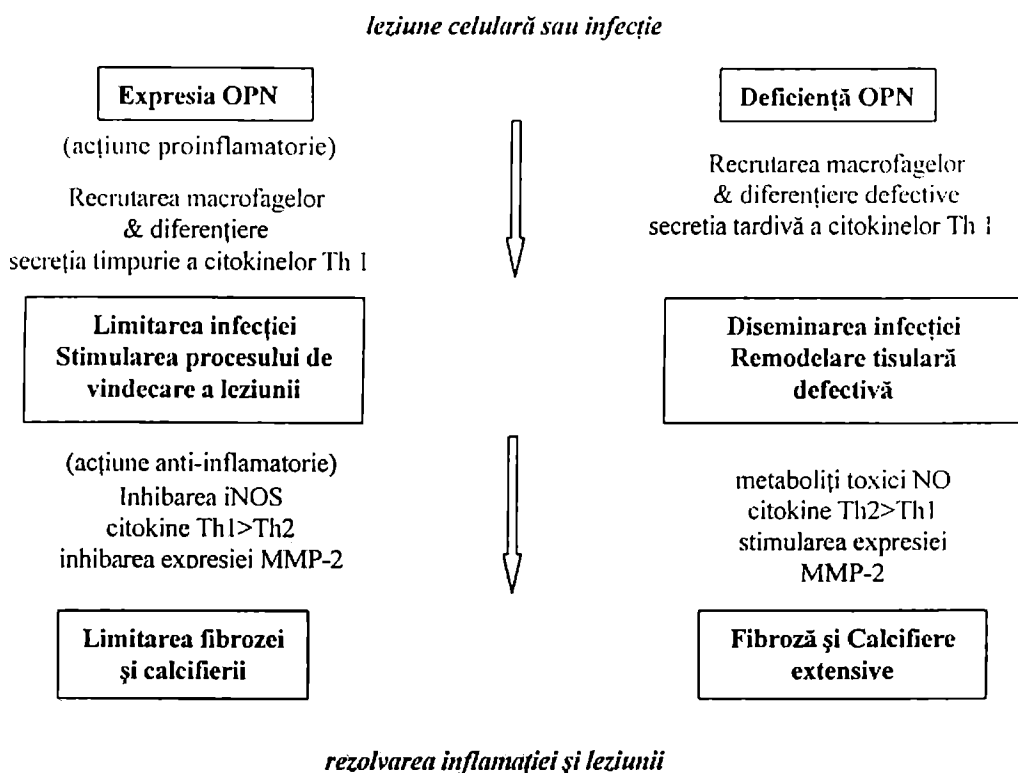 leziune celulară sau infecție
Expresia OPN
(acțiune proinflamatorie)
Recrutarea macrofagelor
& diferențiere
secreția timpurie a citokinelor Th 1
Deficiență OPN
Recrutarea macrofagelor
& diferențiere defective
secretia tardivă a citokinelor Th 1
Limitarea infecției
Stimularea procesului de
vindecare a leziunii
Diseminarea infecției
Remodelare tisulară
defectivă
(acțiune anti-inflamatorie)
Inhibarea iNOS
citokine Th1>Th2
inhibarea expresiei MMP-2
metaboliți toxici NO
citokine Th2>Th1
stimularea expresiei
MMP-2
Limitarea fibrozei
și calcifierii
Fibroză și Calcifiere
extensive
rezolvarea inflamației și leziunii